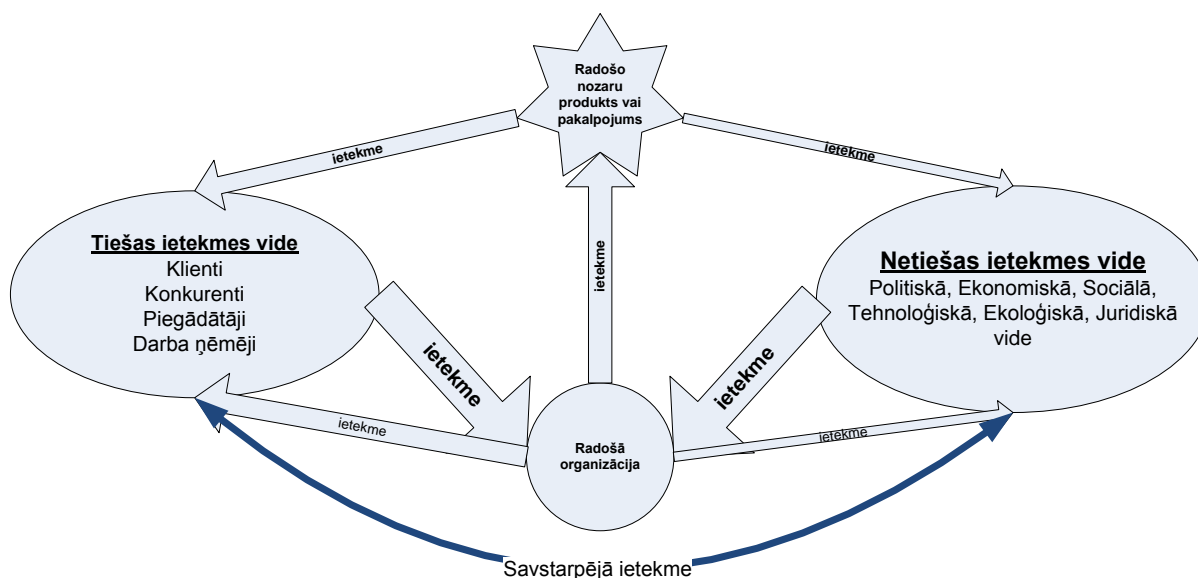 Radošo
nozaru
produkts vai
pakalpojums
ietekme
ietekme
ietekme
Tiešas ietekmes vide
Klienti
Konkurenti
Piegādātāji
Darba ņēmēji
Netiešas ietekmes vide
Politiskā, Ekonomiskā, Sociālā,
Tehnoloģiskā, Ekoloģiskā, Juridiskā
vide
ietekme
ietekme
ietekme
ietekme
Radošā
organizācija
Savstarpējā ietekme